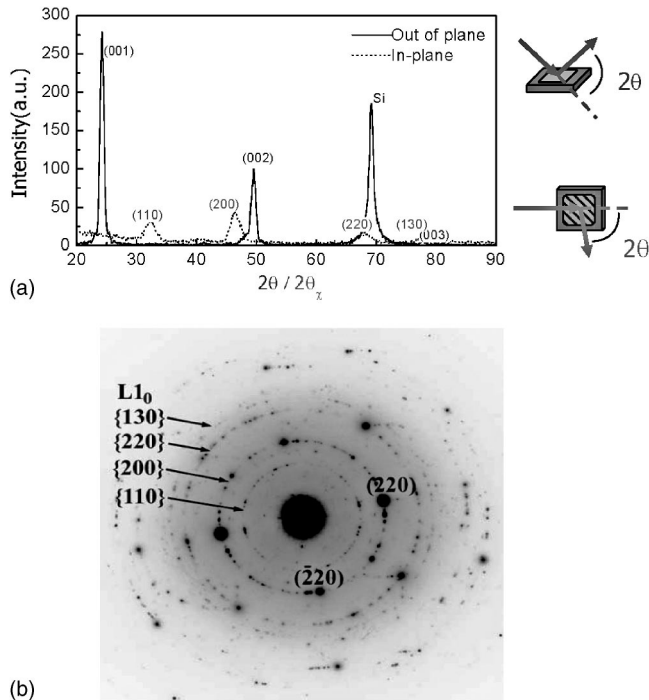 300
250
200
150
100
50
0
Intensity(a.u.)
(001)
(110)
(200)
(002)
Si
(220)
(130)
(003)
Out of plane
In-plane
20 30 40 50 60 70 80 90
2θ / 2θχ
2θ
2θ
(a)
L1₀
{130}
{220}
{200}
{110}
(220)
(2̄20)
(b)